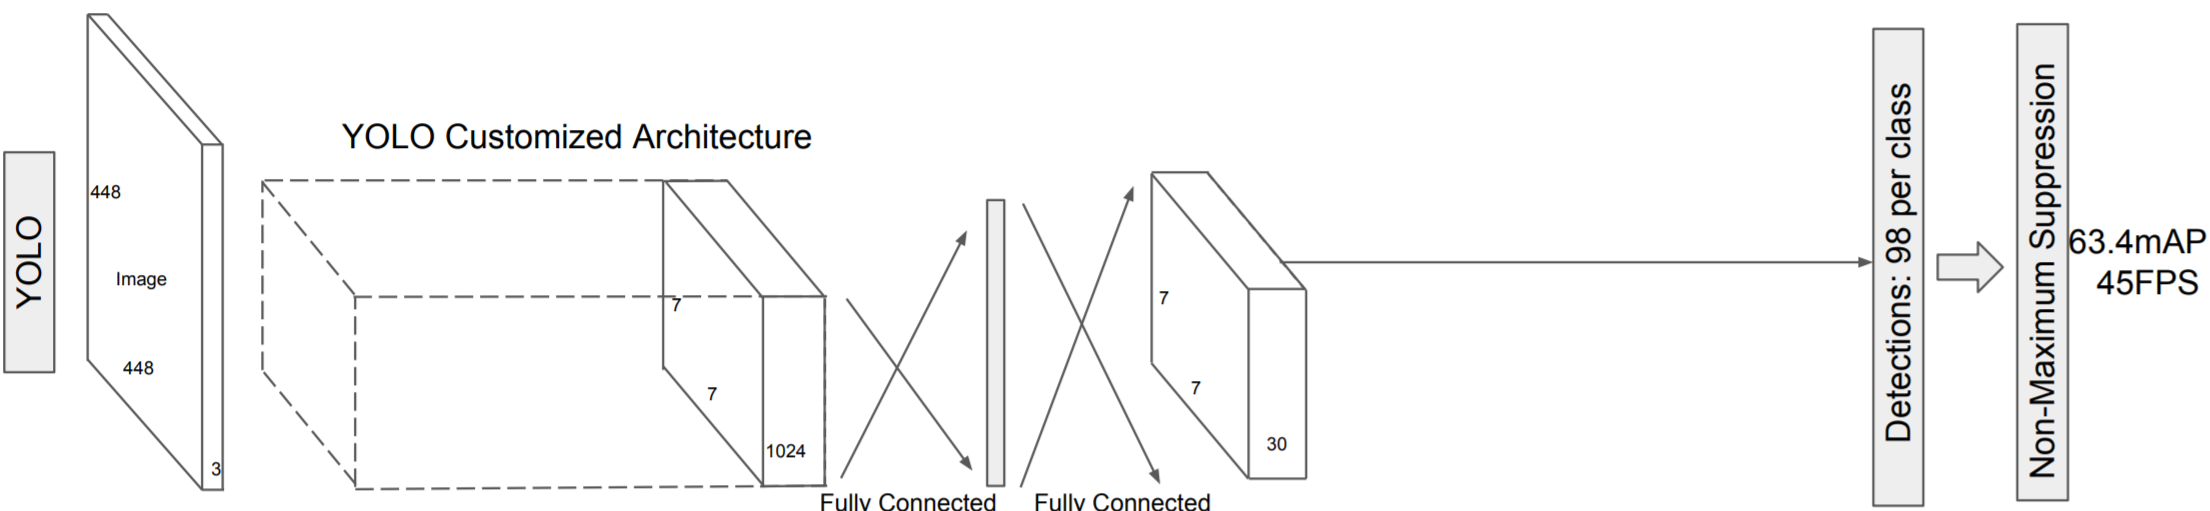 YOLO
448
Image
448
3
YOLO Customized Architecture
7
7
1024
Fully Connected
Fully Connected
7
7
30
Detections: 98 per class
Non-Maximum Suppression
63.4mAP
45FPS